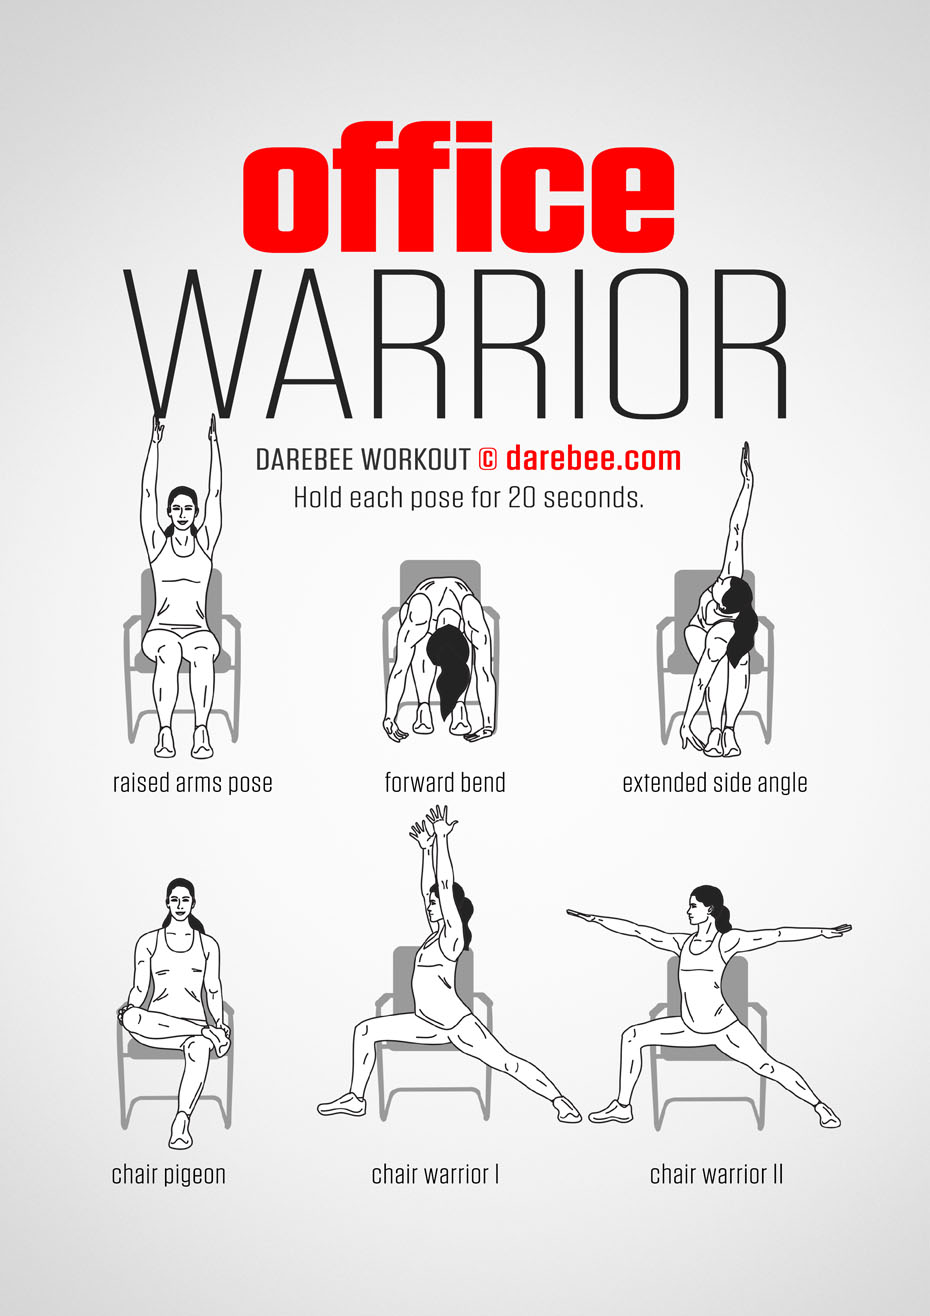 office
WARRIOR
DAREBEE WORKOUT © darebee.com
Hold each pose for 20 seconds.
raised arms pose
forward bend
extended side angle
chair pigeon
chair warrior I
chair warrior II